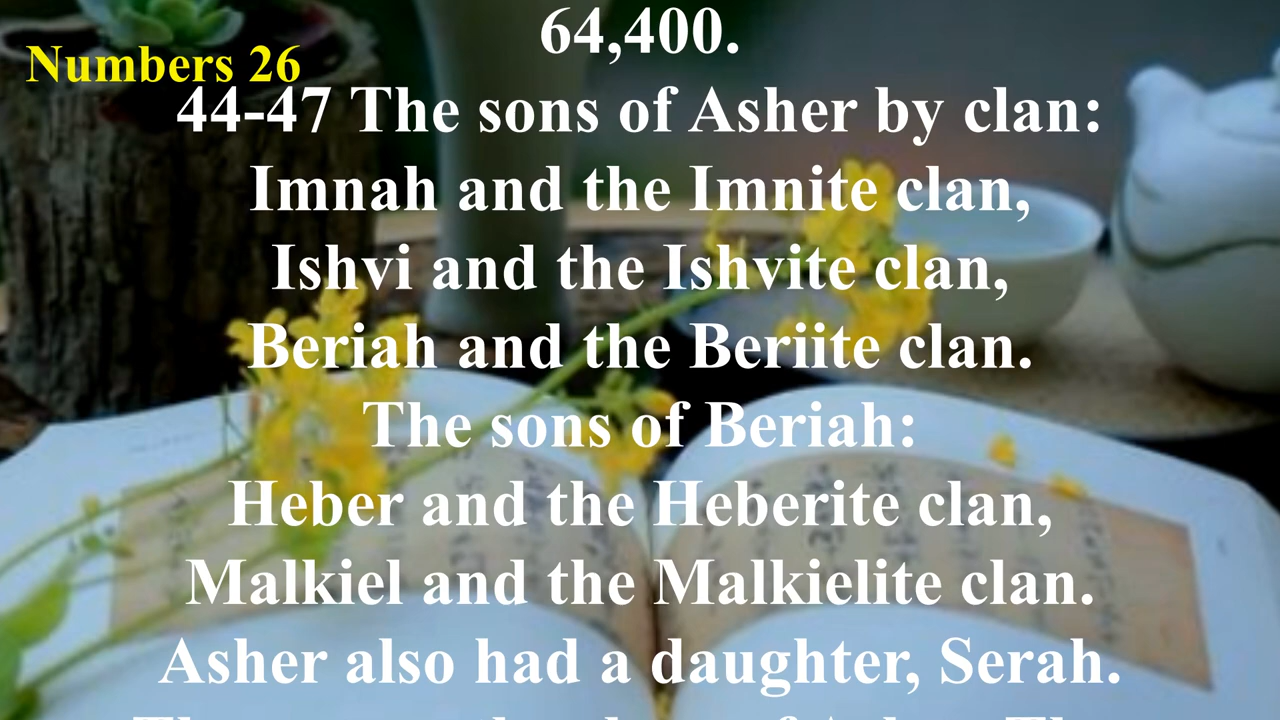 64,400.
Numbers 26
44-47 The sons of Asher by clan:
Imnah and the Imnite clan,
Ishvi and the Ishvite clan,
Beriah and the Beriite clan.
The sons of Beriah:
Heber and the Heberite clan,
Malkiel and the Malkielite clan.
Asher also had a daughter, Serah.